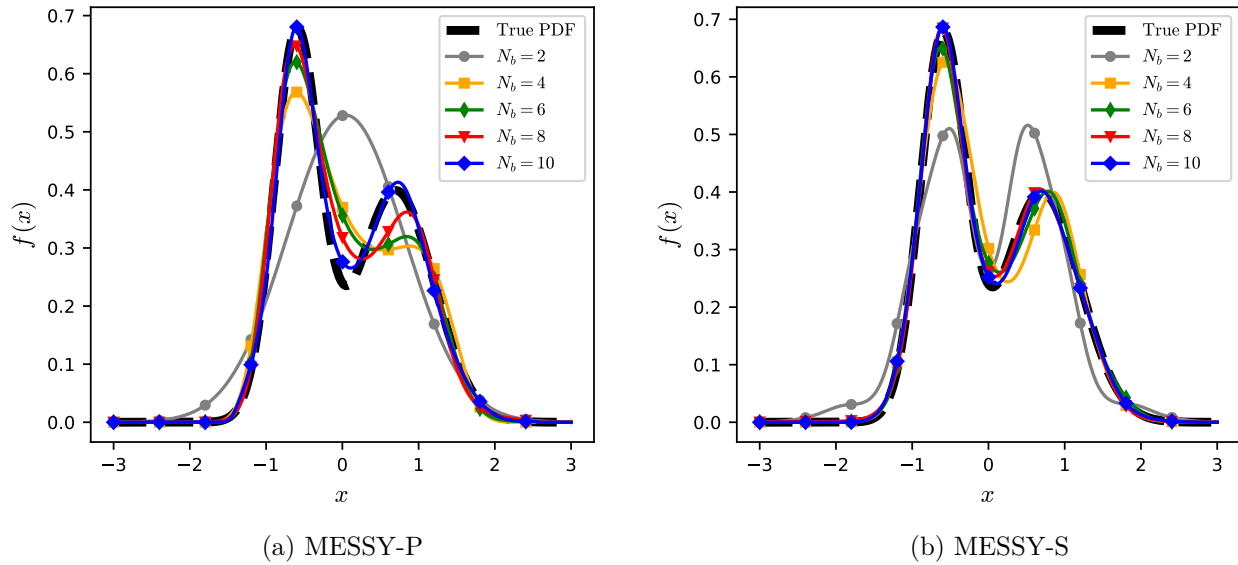 0.7
0.6
0.5
0.4
0.3
0.2
0.1
0.0
f(x)
−3 −2 −1 0 1 2 3
x
True PDF
N_b = 2
N_b = 4
N_b = 6
N_b = 8
N_b = 10
(a) MESSY-P
0.7
0.6
0.5
0.4
0.3
0.2
0.1
0.0
f(x)
−3 −2 −1 0 1 2 3
x
True PDF
N_b = 2
N_b = 4
N_b = 6
N_b = 8
N_b = 10
(b) MESSY-S